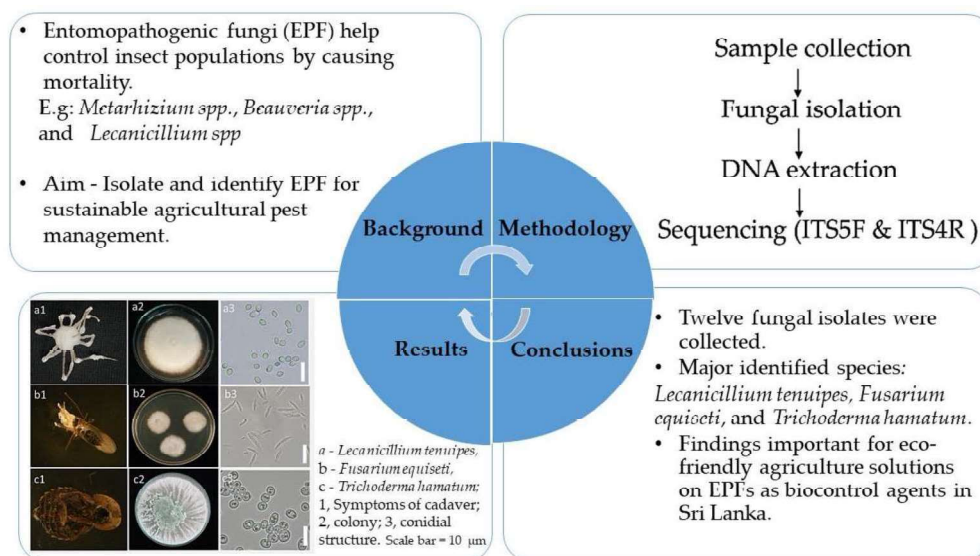 • Entomopathogenic fungi (EPF) help
control insect populations by causing
mortality.
E.g: Metarhizium spp., Beauveria spp.,
and Lecanicillium spp
• Aim - Isolate and identify EPF for
sustainable agricultural pest
management.
Sample collection
Fungal isolation
DNA extraction
Sequencing (ITS5F & ITS4R )
Background
Methodology
Results
Conclusions
a1
a2
a3
b1
b2
b3
c1
c2
c3
a - Lecanicillium tenuipes,
b - Fusarium equiseti,
c - Trichoderma hamatum;
1, Symptoms of cadaver;
2, colony; 3, conidial
structure. Scale bar = 10 μm
• Twelve fungal isolates were
collected.
• Major identified species:
Lecanicillium tenuipes, Fusarium
equiseti, and Trichoderma hamatum.
• Findings important for eco-
friendly agriculture solutions
on EPFs as biocontrol agents in
Sri Lanka.